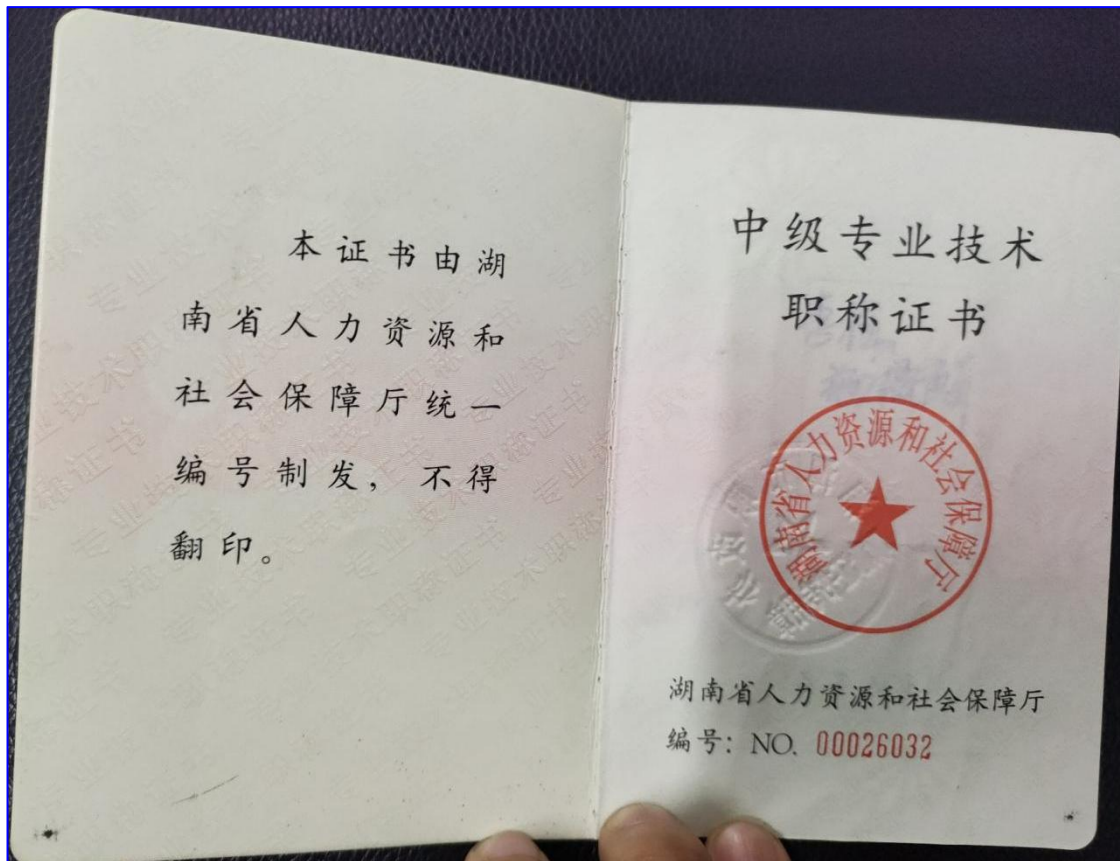 本证书由湖
南省人力资源和
社会保障厅统一
编号制发，不得
翻印。
中级专业技术
职称证书
湖南省人力资源和社会保障厅
湖南省人力资源和社会保障厅
编号：NO. 00026032